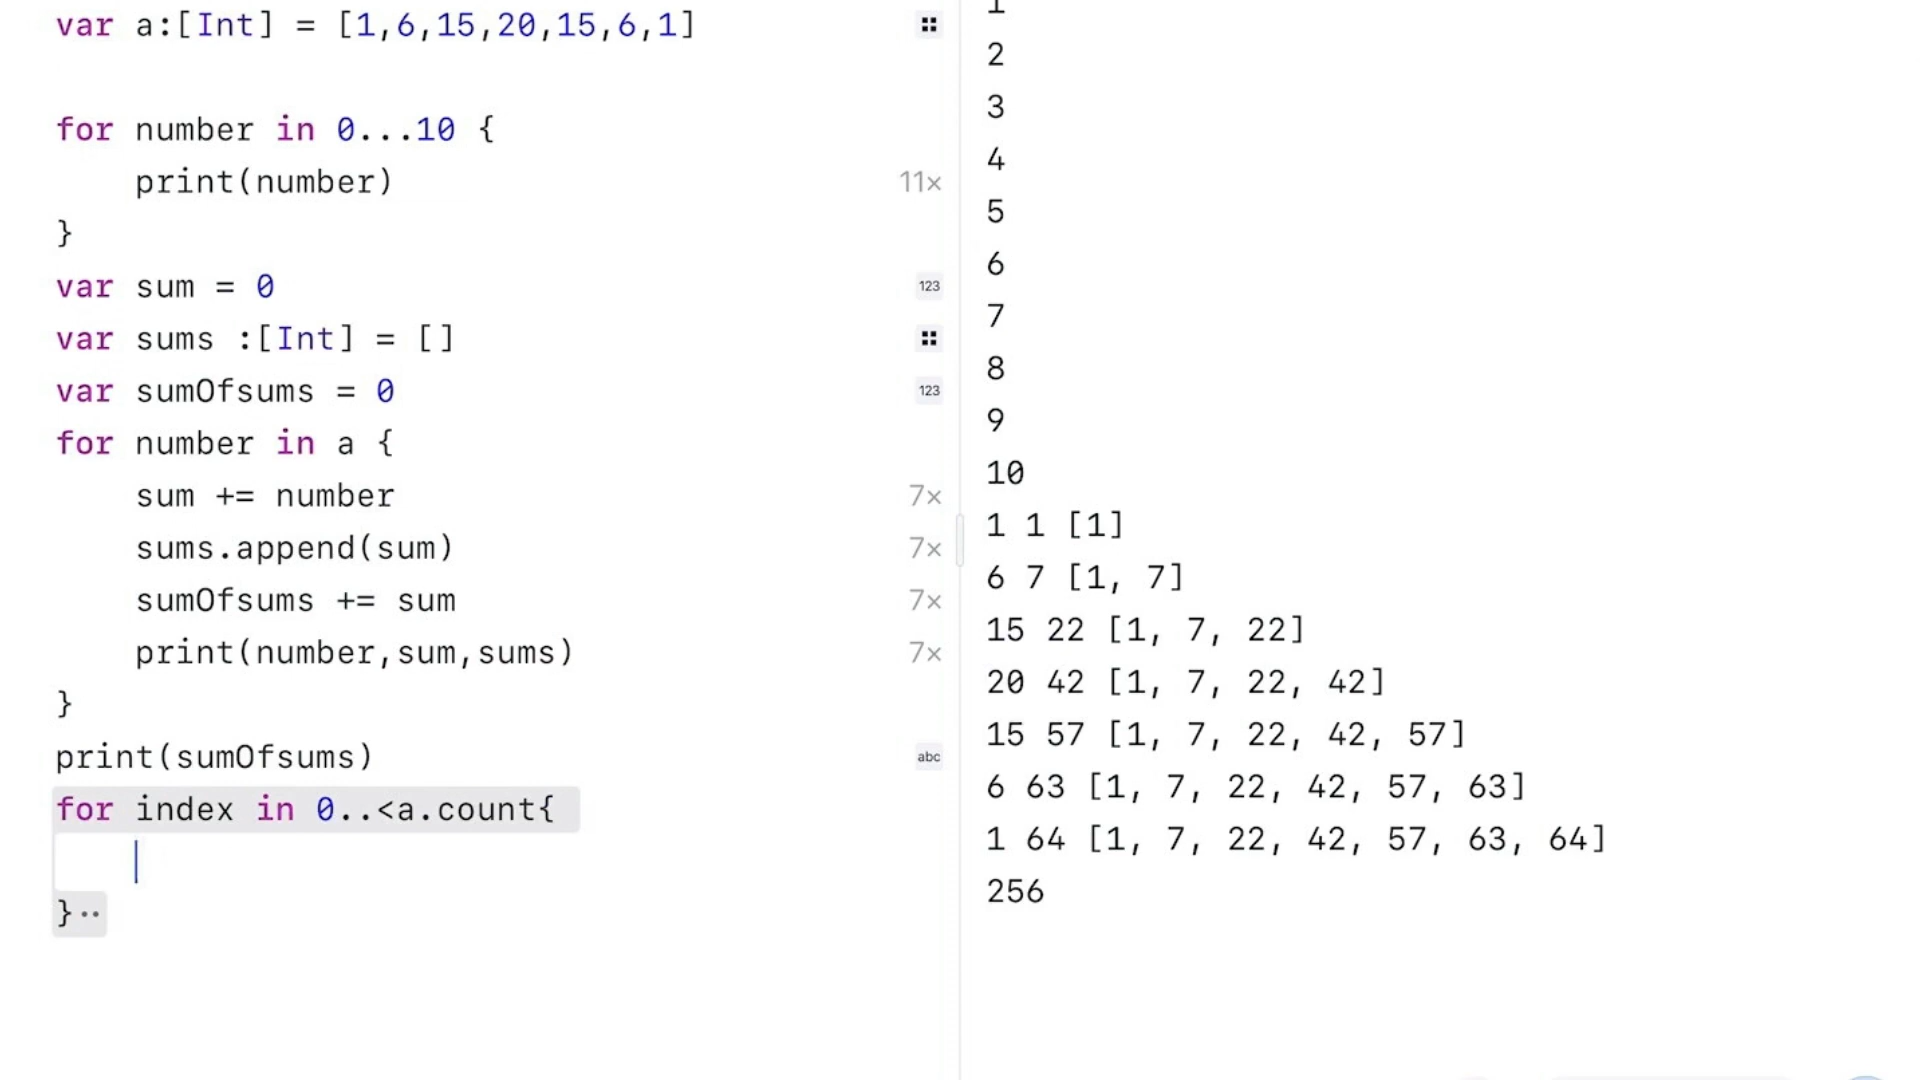 var a:[Int] = [1,6,15,20,15,6,1]
for number in 0...10 {
print(number)
11×
}
var sum = 0
123
var sums :[Int] = []
var sumOfsums = 0
123
for number in a {
sum += number
7×
sums.append(sum)
7×
sumOfsums += sum
7×
print(number,sum,sums)
7×
}
print(sumOfsums)
abc
for index in 0..<a.count{
}
1
2
3
4
5
6
7
8
9
10
1 1 [1]
6 7 [1, 7]
15 22 [1, 7, 22]
20 42 [1, 7, 22, 42]
15 57 [1, 7, 22, 42, 57]
6 63 [1, 7, 22, 42, 57, 63]
1 64 [1, 7, 22, 42, 57, 63, 64]
256